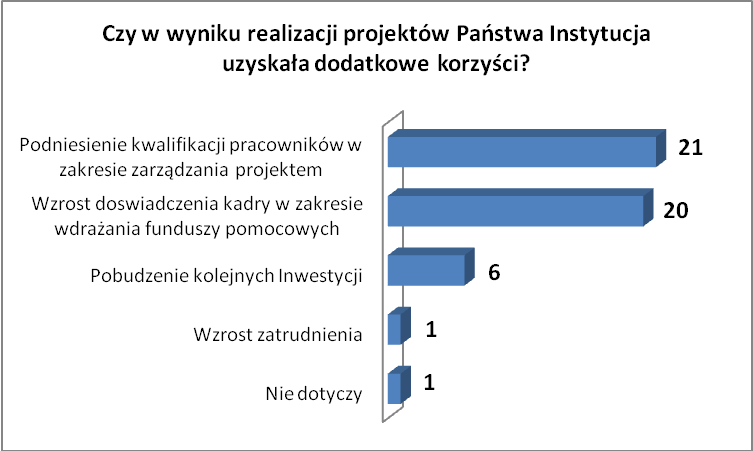 Czy w wyniku realizacji projektów Państwa Instytucja
uzyskała dodatkowe korzyści?
Podniesienie kwalifikacji pracowników w
zakresie zarządzania projektem
21
Wzrost doswiadczenia kadry w zakresie
wdrażania funduszy pomocowych
20
Pobudzenie kolejnych Inwestycji
6
Wzrost zatrudnienia
1
Nie dotyczy
1